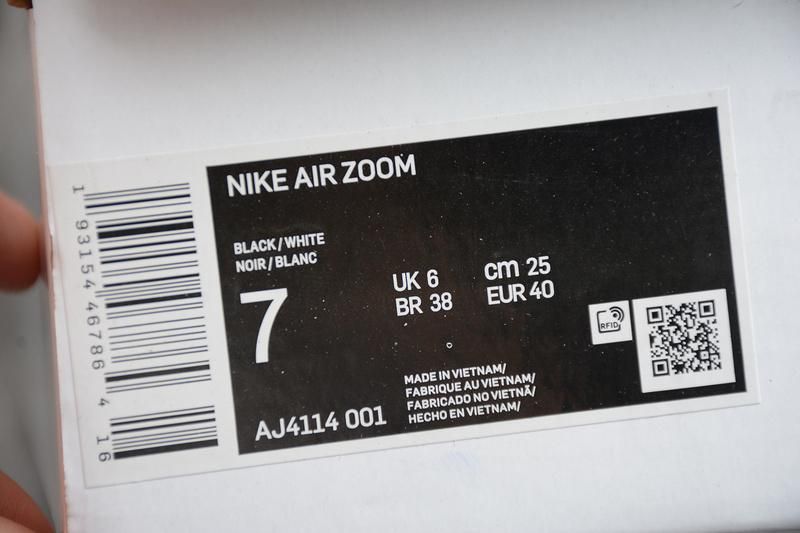 NIKE AIR ZOOM
BLACK/WHITE
NOIR/BLANC
7
UK 6
BR 38
cm 25
EUR 40
RFID
MADE IN VIETNAM/
FABRIQUE AU VIETNAM/
FABRICADO NO VIETNÃ/
HECHO EN VIETNAM/
AJ4114 001
1 93154 46786 4 16